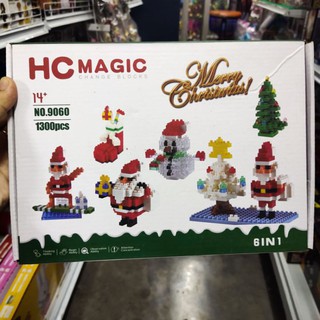 HC MAGIC
CHANGE BLOCKS
Merry
Christmas!
14+
NO.9060
1300pcs
6IN1